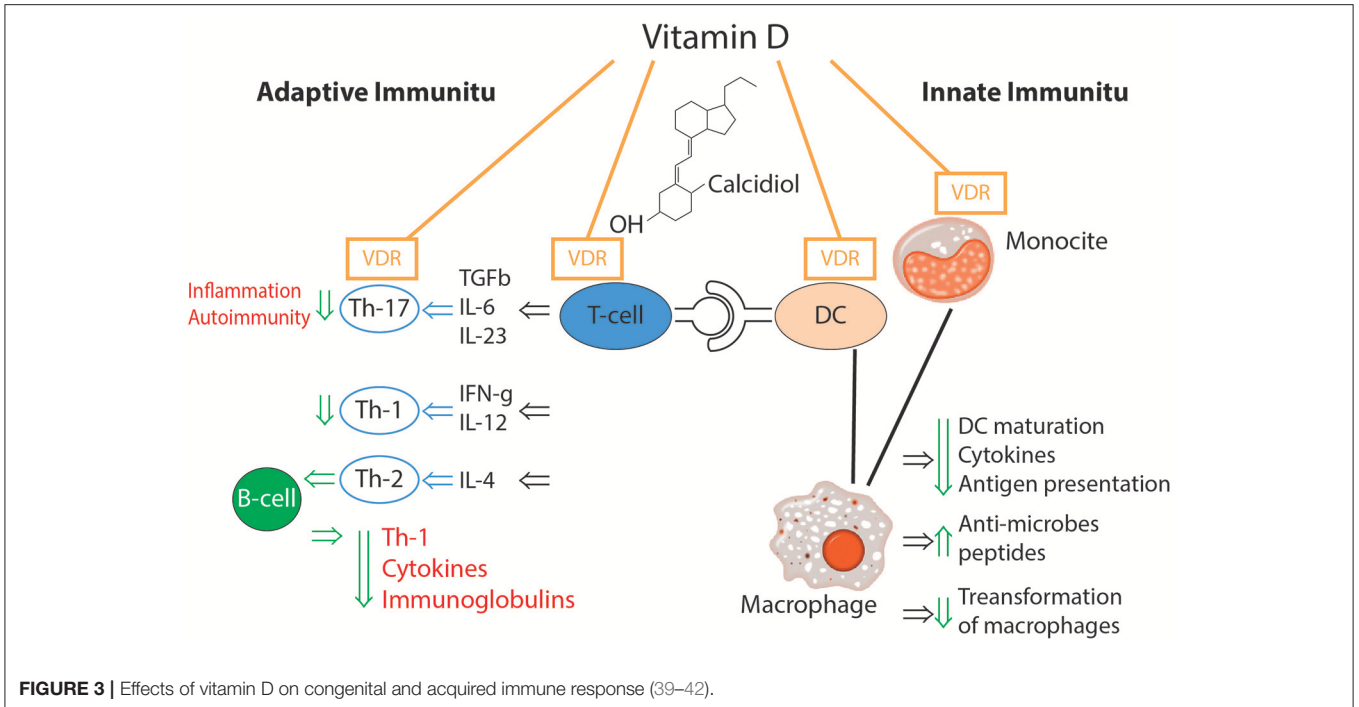 Vitamin D
Adaptive Immunitu
Innate Immunitu
Calcidiol
OH
VDR
VDR
VDR
VDR
Monocite
Inflammation
Autoimmunity
Th-17
TGFb
IL-6
IL-23
T-cell
DC
Th-1
IFN-g
IL-12
Th-2
IL-4
B-cell
Th-1
Cytokines
Immunoglobulins
DC maturation
Cytokines
Antigen presentation
Anti-microbes
peptides
Macrophage
Treansformation
of macrophages
FIGURE 3 | Effects of vitamin D on congenital and acquired immune response (39–42).